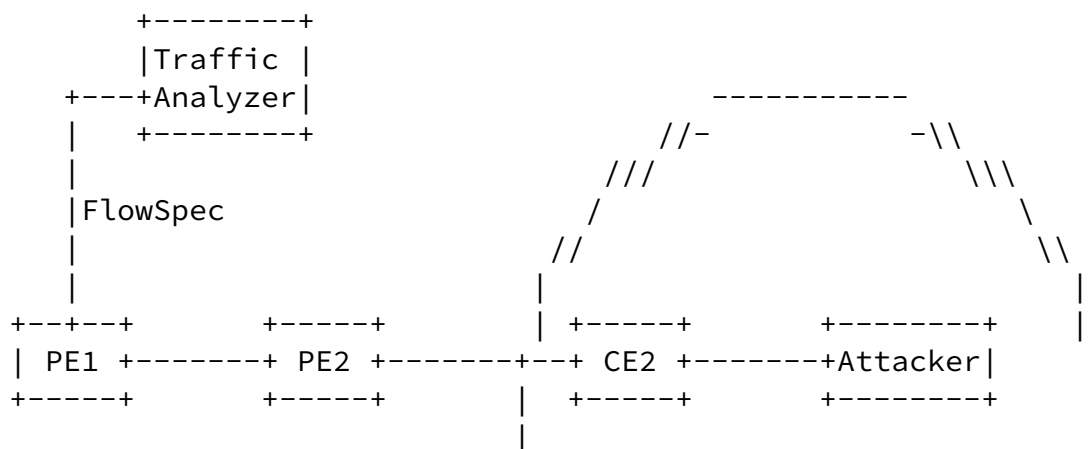 Traffic
Analyzer
FlowSpec
PE1 PE2 CE2 Attacker